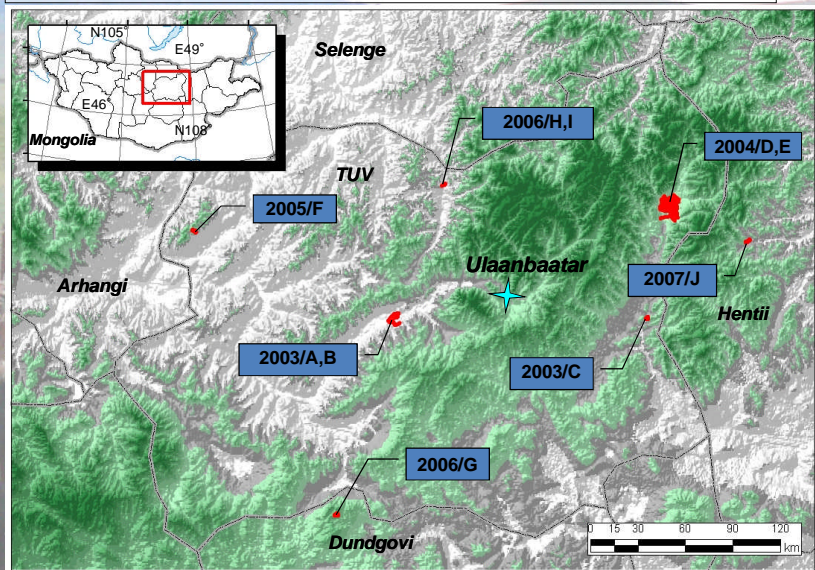 N105°
E49°
E46°
N108°
Mongolia
Selenge
2006/H,I
2004/D,E
TUV
2005/F
Ulaanbaatar
2007/J
Arhangi
Hentii
2003/A,B
2003/C
2006/G
Dundgovi
0 15 30 60 90 120
km